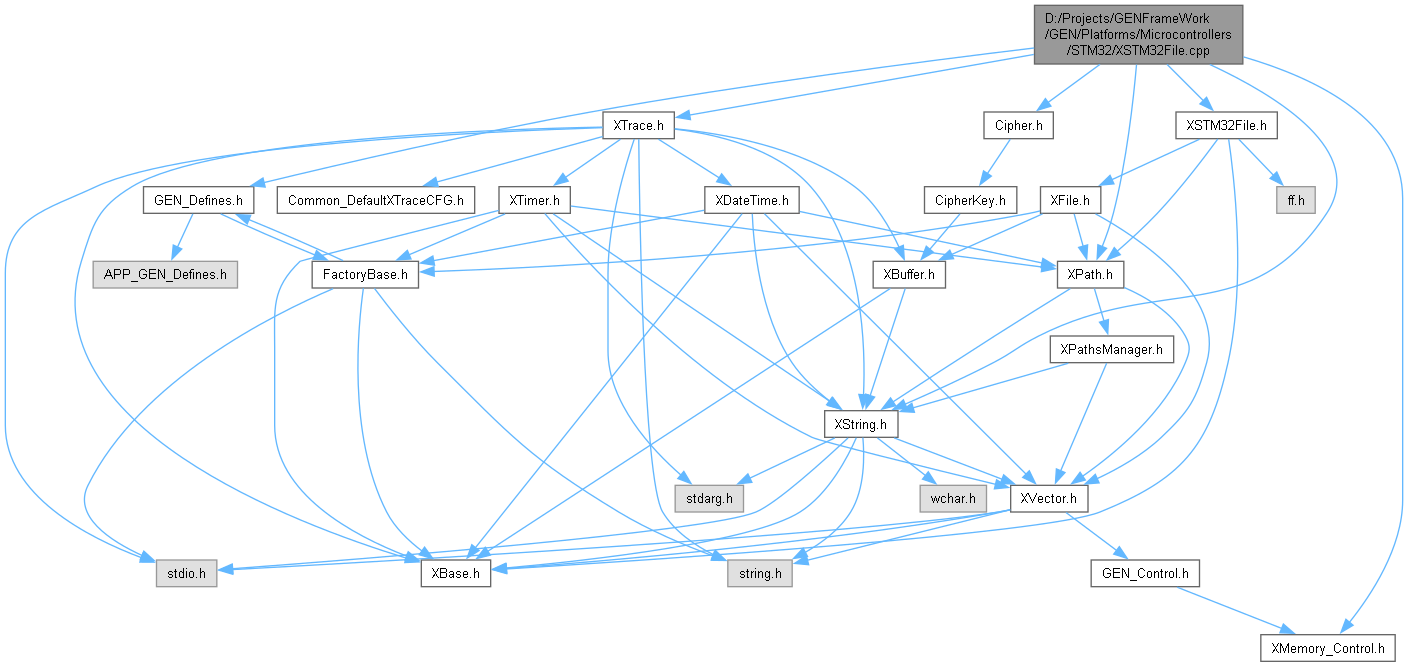 D:/Projects/GENFrameWork
/GEN/Platforms/Microcontrollers
/STM32/XSTM32File.cpp
XTrace.h
Cipher.h
XSTM32File.h
GEN_Defines.h
Common_DefaultXTraceCFG.h
XTimer.h
XDateTime.h
CipherKey.h
XFile.h
ff.h
APP_GEN_Defines.h
FactoryBase.h
XBuffer.h
XPath.h
XPathsManager.h
XString.h
stdarg.h
wchar.h
XVector.h
stdio.h
XBase.h
string.h
GEN_Control.h
XMemory_Control.h